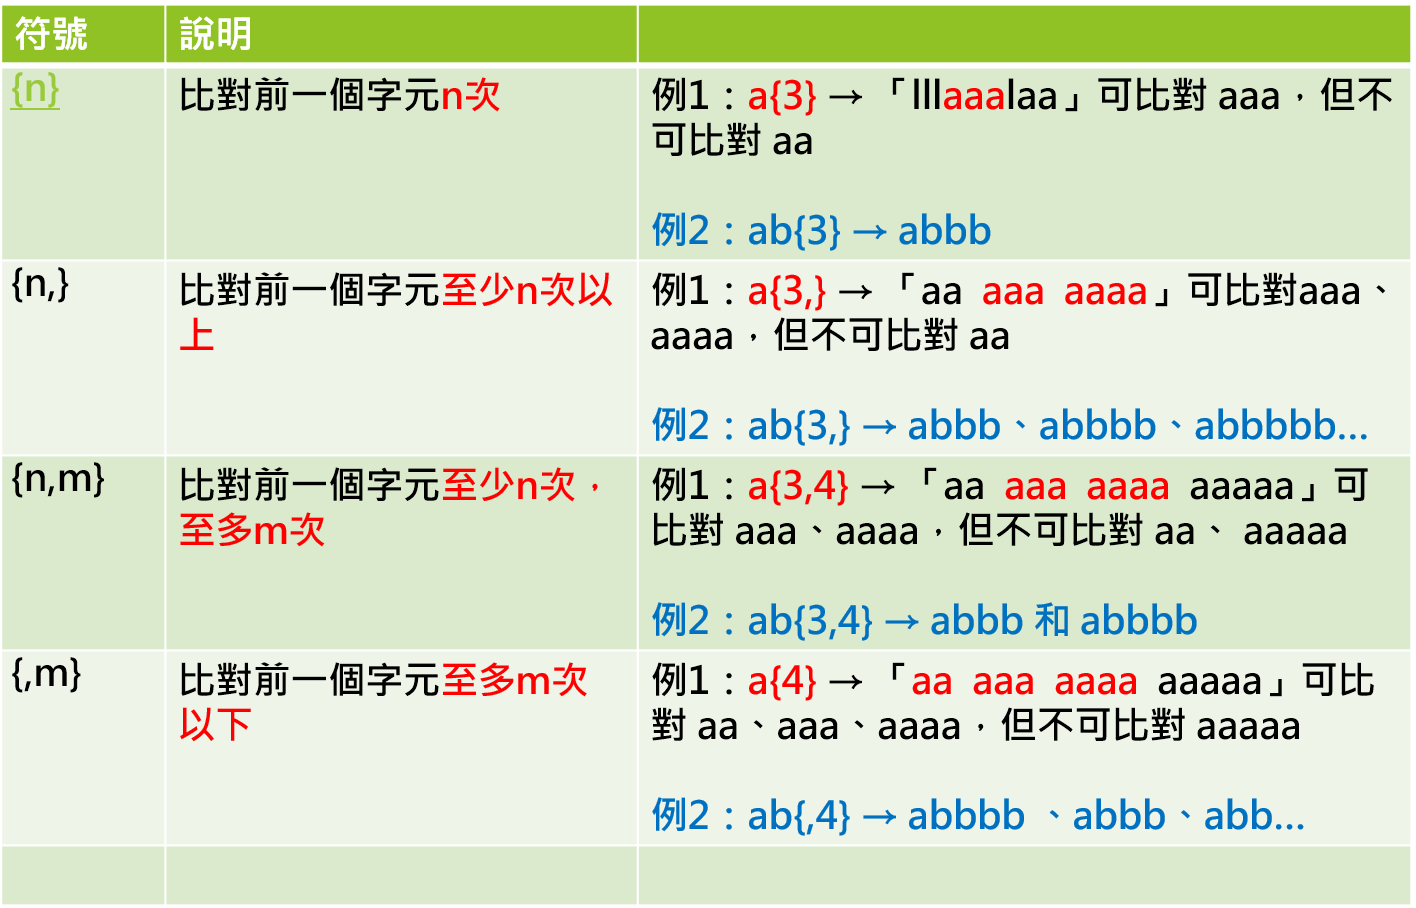 符號 說明
{n} 比對前一個字元n次 例1：a{3} → 「lllaaalaa」可比對 aaa，但不
可比對 aa
例2：ab{3} → abbb
{n,} 比對前一個字元至少n次以 例1：a{3,} → 「aa aaa aaaa」可比對aaa、
上 aaaa，但不可比對 aa
例2：ab{3,} → abbb、abbbb、abbbbb...
{n,m} 比對前一個字元至少n次， 例1：a{3,4} → 「aa aaa aaaa aaaaa」可
至多m次 比對 aaa、aaaa，但不可比對 aa、 aaaaa
例2：ab{3,4} → abbb 和 abbbb
{,m} 比對前一個字元至多m次 例1：a{4} → 「aa aaa aaaa aaaaa」可比
以下 對 aa、aaa、aaaa，但不可比對 aaaaa
例2：ab{,4} → abbbb 、abbb、abb...